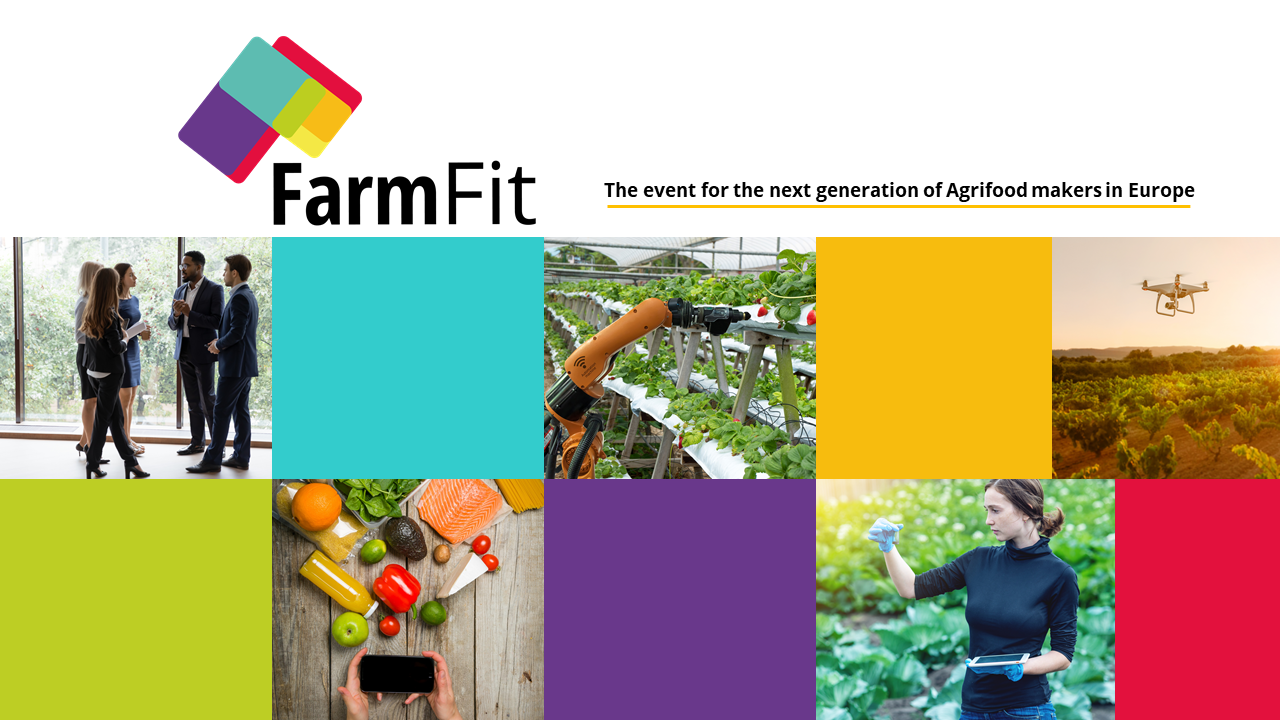 FarmFit
The event for the next generation of Agrifood makers in Europe